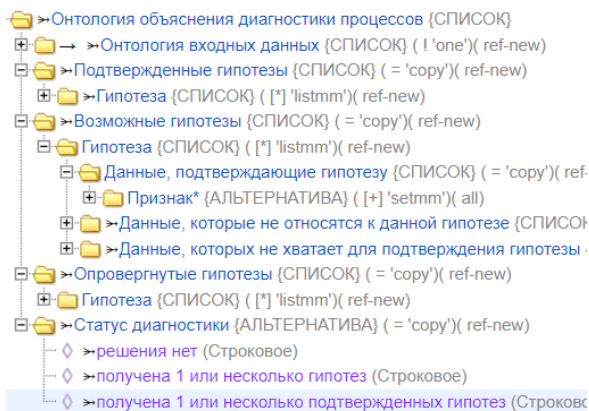 Онтология объяснения диагностики процессов {СПИСОК}
→ Онтология входных данных {СПИСОК} ( ! 'one')( ref-new)
Подтвержденные гипотезы {СПИСОК} ( = 'copy')( ref-new)
Гипотеза {СПИСОК} ( [*] 'listmm')( ref-new)
Возможные гипотезы {СПИСОК} ( = 'copy')( ref-new)
Гипотеза {СПИСОК} ( [*] 'listmm')( ref-new)
Данные, подтверждающие гипотезу {СПИСОК} ( = 'copy')( ref-
Признак* {АЛЬТЕРНАТИВА} ( [+] 'setmm')( all)
Данные, которые не относятся к данной гипотезе {СПИСОК
Данные, которых не хватает для подтверждения гипотезы
Опровергнутые гипотезы {СПИСОК} ( = 'copy')( ref-new)
Гипотеза {СПИСОК} ( [*] 'listmm')( ref-new)
Статус диагностики {АЛЬТЕРНАТИВА} ( = 'copy')( ref-new)
решения нет (Строковое)
получена 1 или несколько гипотез (Строковое)
получена 1 или несколько подтвержденных гипотез (Строково